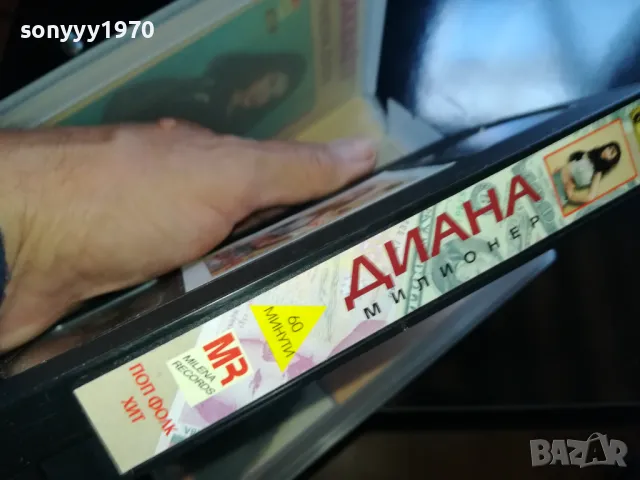 sonyyy1970
ДИАНА
МИЛИОНЕР
60
МИНУТИ
MR
MILENA
RECORDS
ПОП ФОЛК
ХИТ
BAZAR